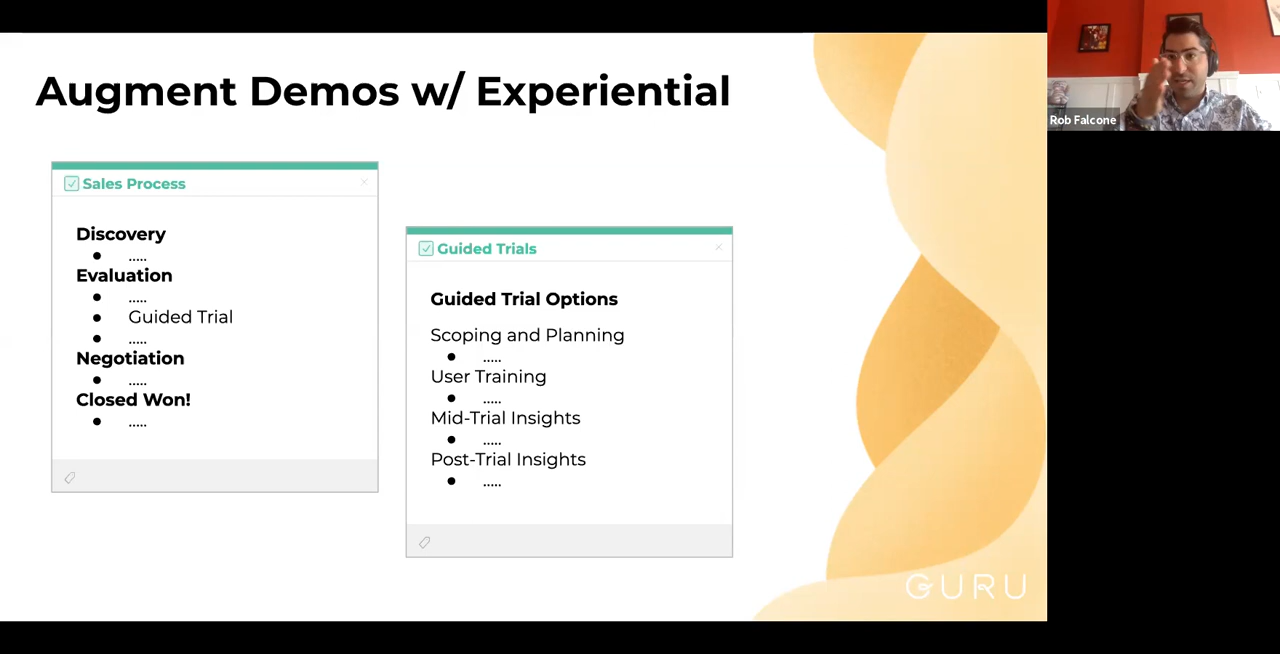 Augment Demos w/ Experiential
Sales Process
Discovery
• .....
Evaluation
• .....
• Guided Trial
• .....
Negotiation
• .....
Closed Won!
• .....
Guided Trials
Guided Trial Options
Scoping and Planning
• .....
User Training
• .....
Mid-Trial Insights
• .....
Post-Trial Insights
• .....
GURU
Rob Falcone